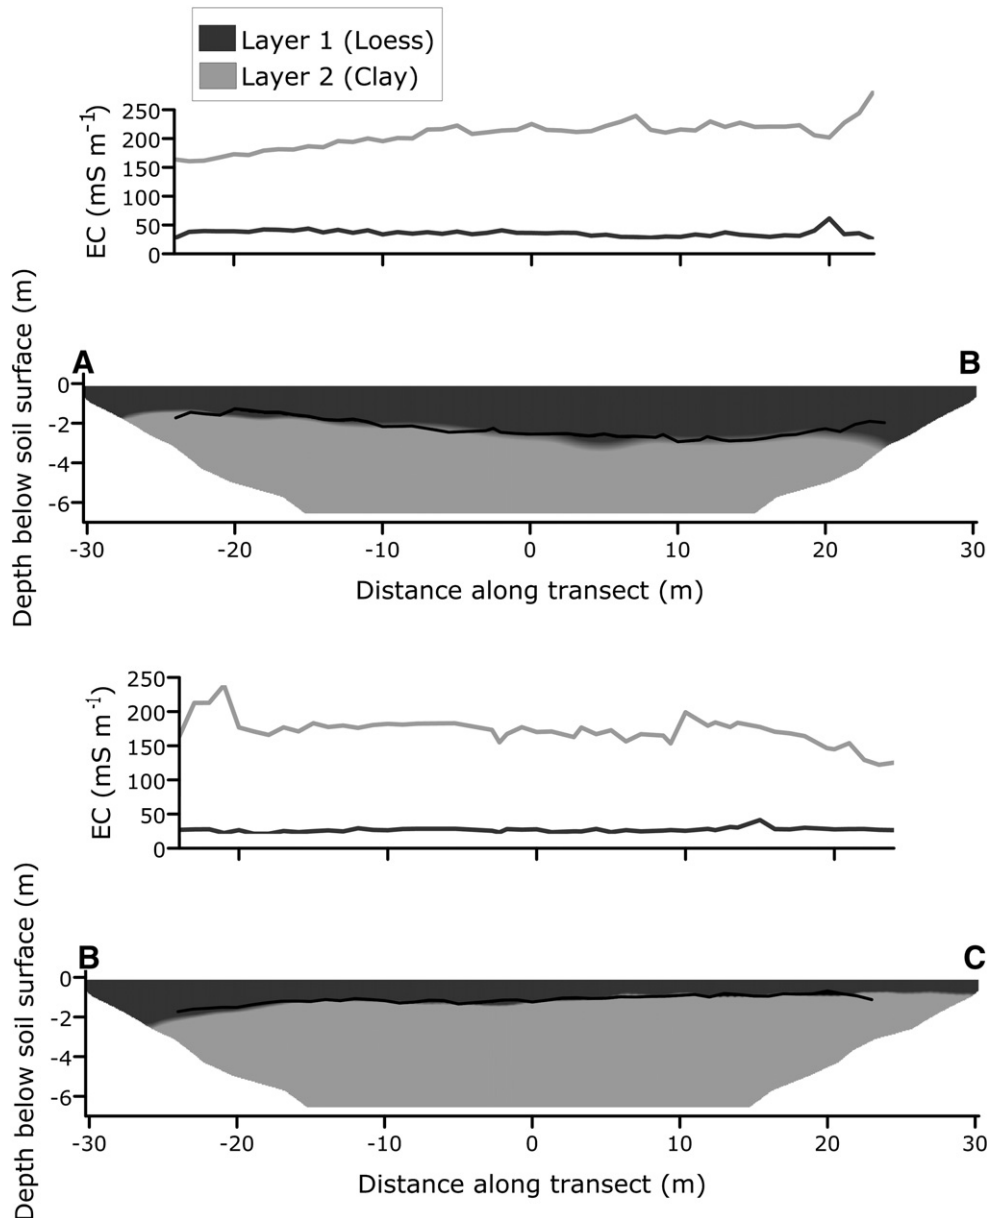 Layer 1 (Loess)
Layer 2 (Clay)
EC (mS m⁻¹)
250
200
150
100
50
0
Depth below soil surface (m)
A
B
0
-2
-4
-6
-30
-20
-10
0
10
20
30
Distance along transect (m)
EC (mS m⁻¹)
250
200
150
100
50
0
Depth below soil surface (m)
B
C
0
-2
-4
-6
-30
-20
-10
0
10
20
30
Distance along transect (m)